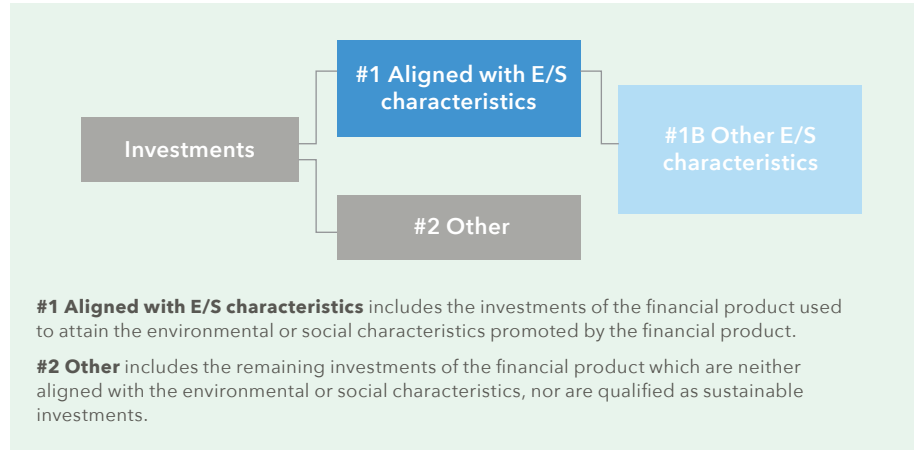 #1 Aligned with E/S
characteristics
Investments
#1B Other E/S
characteristics
#2 Other
#1 Aligned with E/S characteristics includes the investments of the financial product used
to attain the environmental or social characteristics promoted by the financial product.
#2 Other includes the remaining investments of the financial product which are neither
aligned with the environmental or social characteristics, nor are qualified as sustainable
investments.